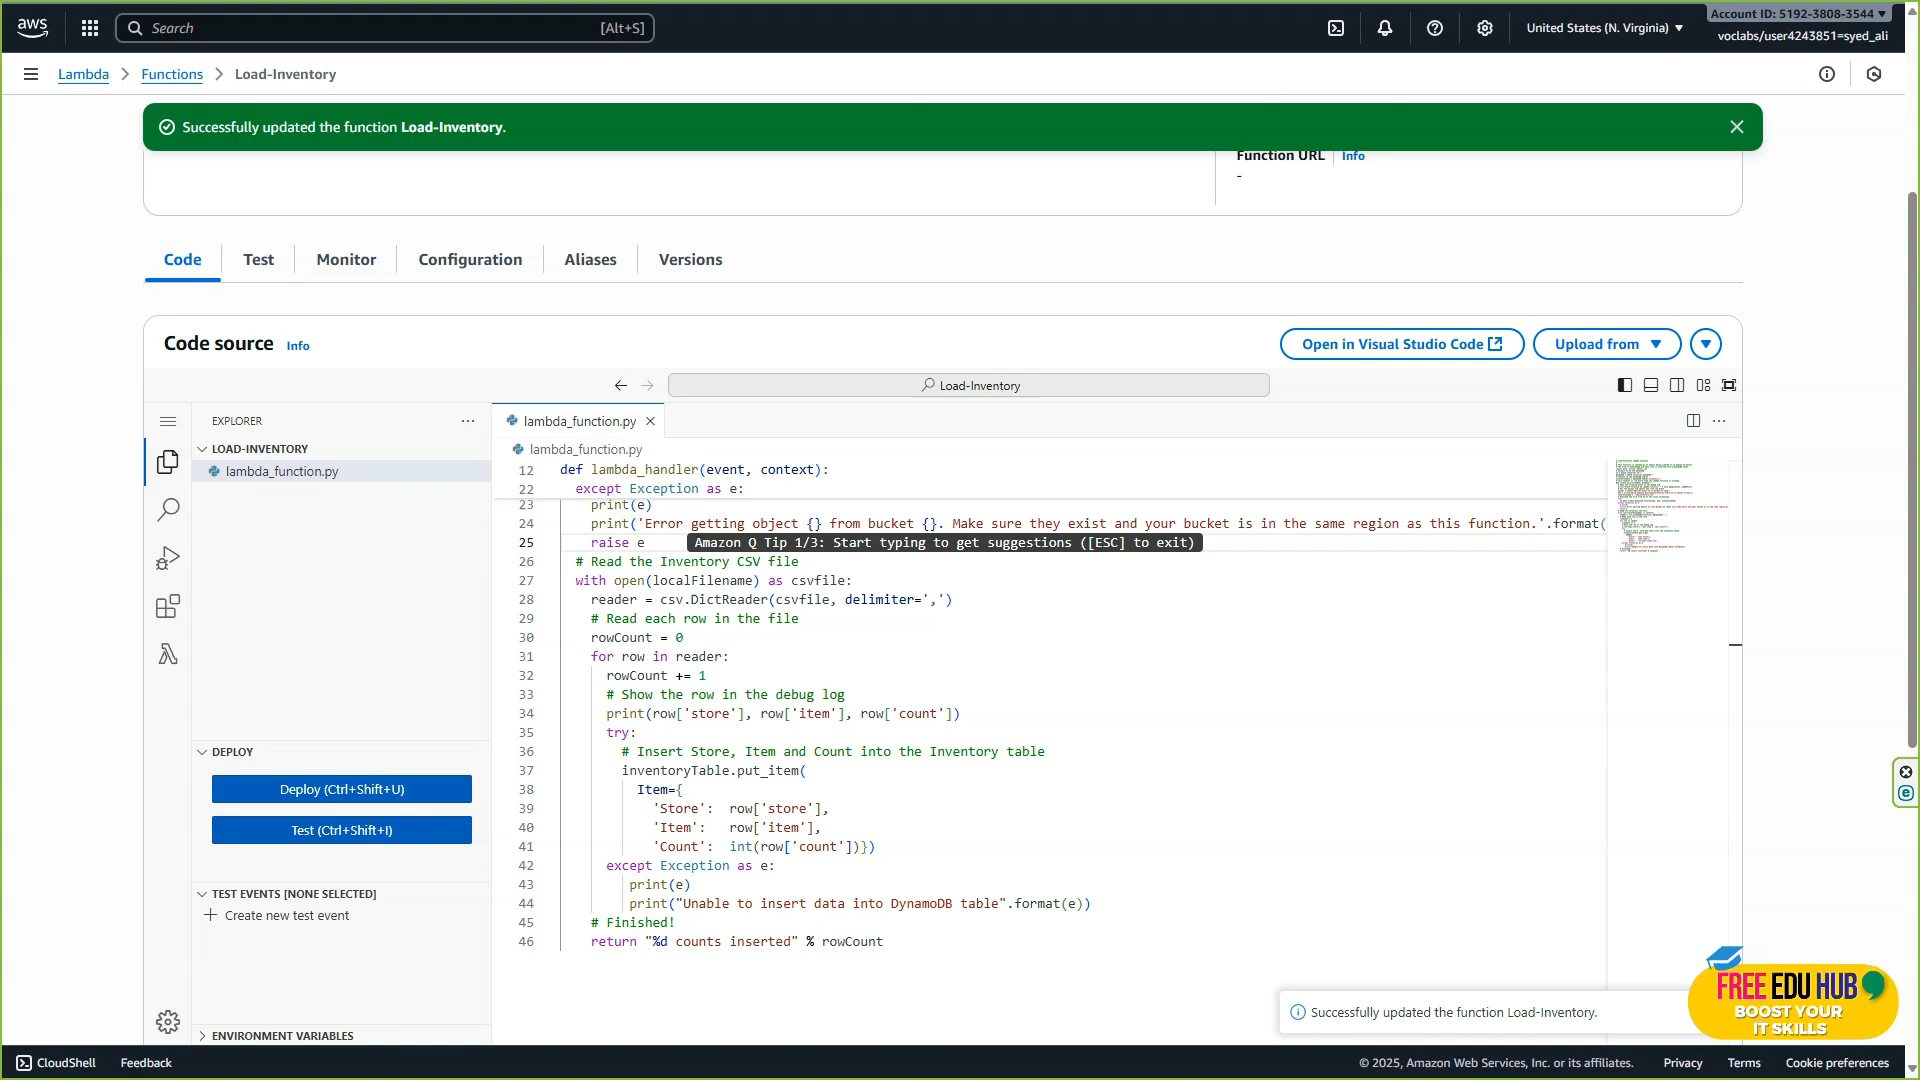 aws
Search
[Alt+S]
United States (N. Virginia)
Account ID: 5192-3808-3544
voclabs/user4243851=syed_ali
Lambda
Functions
Load-Inventory
Successfully updated the function Load-Inventory.
Function URL
Info
-
Code
Test
Monitor
Configuration
Aliases
Versions
Code source
Info
Open in Visual Studio Code
Upload from
Load-Inventory
EXPLORER
LOAD-INVENTORY
lambda_function.py
lambda_function.py
lambda_function.py
12 def lambda_handler(event, context):
22 except Exception as e:
23 print(e)
24 print('Error getting object {} from bucket {}. Make sure they exist and your bucket is in the same region as this function.'.format(
25 raise e
Amazon Q Tip 1/3: Start typing to get suggestions ([ESC] to exit)
26 # Read the Inventory CSV file
27 with open(localFilename) as csvfile:
28 reader = csv.DictReader(csvfile, delimiter=',')
29 # Read each row in the file
30 rowCount = 0
31 for row in reader:
32 rowCount += 1
33 # Show the row in the debug log
34 print(row['store'], row['item'], row['count'])
35 try:
36 # Insert Store, Item and Count into the Inventory table
37 inventoryTable.put_item(
38 Item={
39 'Store': row['store'],
40 'Item': row['item'],
41 'Count': int(row['count'])})
42 except Exception as e:
43 print(e)
44 print("Unable to insert data into DynamoDB table".format(e))
45 # Finished!
46 return "%d counts inserted" % rowCount
DEPLOY
Deploy (Ctrl+Shift+U)
Test (Ctrl+Shift+I)
TEST EVENTS [NONE SELECTED]
Create new test event
ENVIRONMENT VARIABLES
Successfully updated the function Load-Inventory.
FREE EDU HUB
BOOST YOUR
IT SKILLS
CloudShell
Feedback
© 2025, Amazon Web Services, Inc. or its affiliates.
Privacy
Terms
Cookie preferences